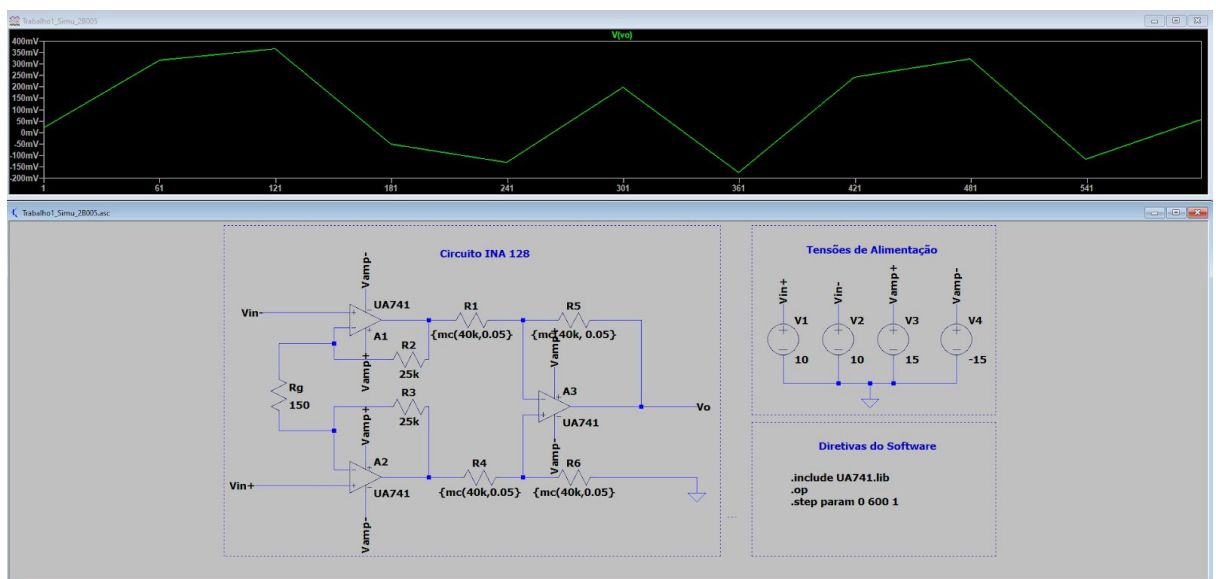 Trabalho1_Simu_2B005
V(vo)
400mV
350mV
300mV
250mV
200mV
150mV
100mV
50mV
0mV
-50mV
-100mV
-150mV
-200mV
1 61 121 181 241 301 361 421 481 541
Trabalho1_Simu_2B005.asc
Circuito INA 128
Vamp-
UA741
Vin-
A1
Vamp+
R1
{mc(40k,0.05)}
R5
{mc(40k, 0.05)}
R2
25k
Rg
150
R3
25k
Vamp+
Vamp+
A3
UA741
Vo
Vamp-
A2
UA741
Vin+
Vamp-
R4
{mc(40k,0.05)}
R6
{mc(40k,0.05)}
Tensões de Alimentação
Vin+ Vin- Vamp+ Vamp-
V1 V2 V3 V4
10 10 15 -15
Diretivas do Software
.include UA741.lib
.op
.step param 0 600 1